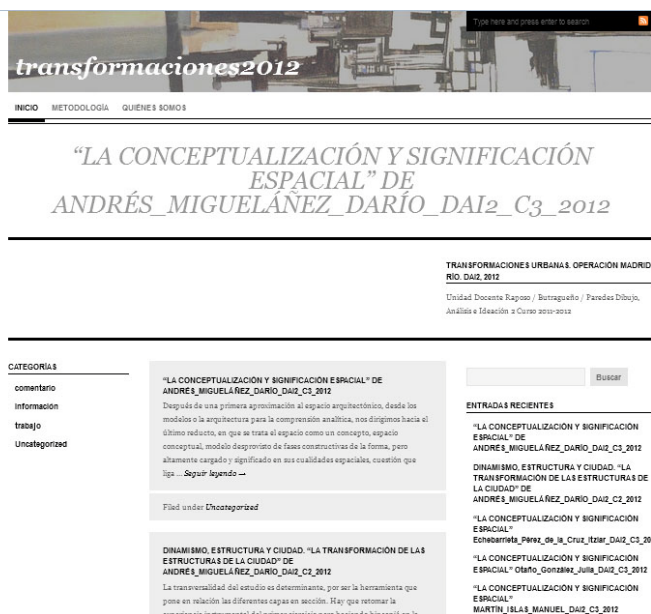 Type here and press enter to search
transformaciones2012
INICIO METODOLOGÍA QUIÉNES SOMOS
“LA CONCEPTUALIZACIÓN Y SIGNIFICACIÓN
ESPACIAL” DE
ANDRÉS_MIGUELÁÑEZ_DARÍO_DAI2_C3_2012
TRANSFORMACIONES URBANAS. OPERACIÓN MADRID
RÍO. DAI2, 2012
Unidad Docente Raposo / Butragueño / Paredes Dibujo,
Análisis e Ideación 2 Curso 2011-2012
CATEGORÍAS
comentario
información
trabajo
Uncategorized
“LA CONCEPTUALIZACIÓN Y SIGNIFICACIÓN ESPACIAL” DE
ANDRÉS_MIGUELÁÑEZ_DARÍO_DAI2_C3_2012
Después de una primera aproximación al espacio arquitectónico, desde los
modelos o la arquitectura para la comprensión analítica, nos dirigimos hacia el
último reducto, en que se trata el espacio como un concepto, espacio
conceptual, modelo desprovisto de fases constructivas de la forma, pero
altamente cargado y significado en sus cualidades espaciales, cuestión que
liga ... Seguir leyendo →
Filed under Uncategorized
DINAMISMO, ESTRUCTURA Y CIUDAD. “LA TRANSFORMACIÓN DE LAS
ESTRUCTURAS DE LA CIUDAD” DE
ANDRÉS_MIGUELÁÑEZ_DARÍO_DAI2_C2_2012
La transversalidad del estudio es determinante, por ser la herramienta que
pone en relación las diferentes capas en sección. Hay que retomar la
Buscar
ENTRADAS RECIENTES
“LA CONCEPTUALIZACIÓN Y SIGNIFICACIÓN
ESPACIAL” DE
ANDRÉS_MIGUELÁÑEZ_DARÍO_DAI2_C3_2012
DINAMISMO, ESTRUCTURA Y CIUDAD. “LA
TRANSFORMACIÓN DE LAS ESTRUCTURAS DE
LA CIUDAD” DE
ANDRÉS_MIGUELÁÑEZ_DARÍO_DAI2_C2_2012
“LA CONCEPTUALIZACIÓN Y SIGNIFICACIÓN
ESPACIAL”
Echebarrieta_Pérez_de_la_Cruz_Itziar_DAI2_C3_20
“LA CONCEPTUALIZACIÓN Y SIGNIFICACIÓN
ESPACIAL” Otaño_González_Julia_DAI2_C3_2012
“LA CONCEPTUALIZACIÓN Y SIGNIFICACIÓN
ESPACIAL”
MARTÍN_ISLAS_MANUEL_DAI2_C3_2012